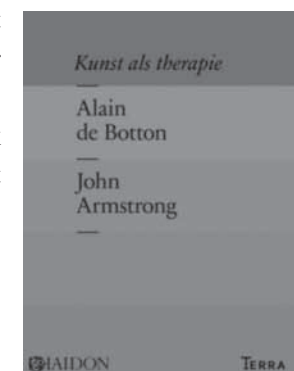 Kunst als therapie
Alain
de Botton
John
Armstrong
PHAIDON
TERRA